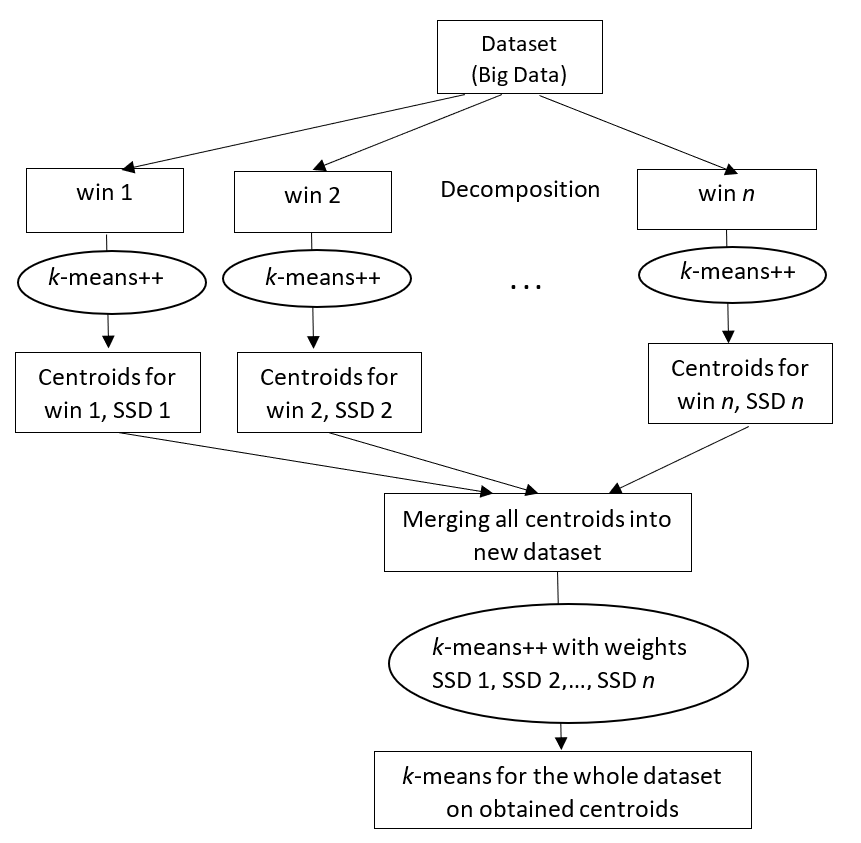 Dataset
(Big Data)
win 1
win 2
Decomposition
win n
k-means++
k-means++
...
k-means++
Centroids for
win 1, SSD 1
Centroids for
win 2, SSD 2
Centroids for
win n, SSD n
Merging all centroids into
new dataset
k-means++ with weights
SSD 1, SSD 2,..., SSD n
k-means for the whole dataset
on obtained centroids